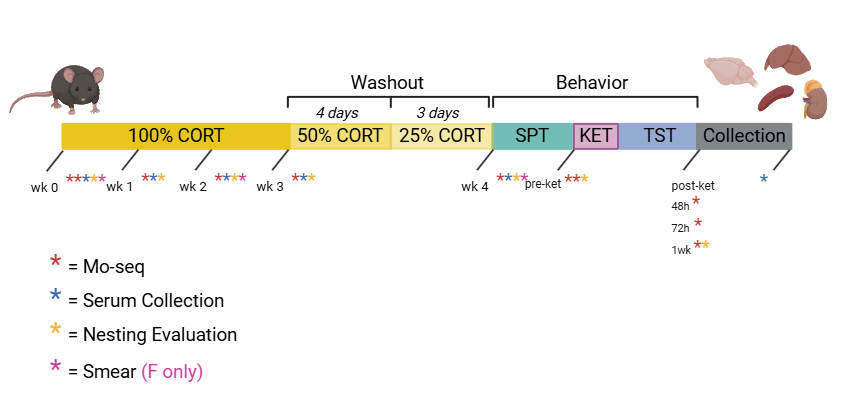 Washout
Behavior
4 days
3 days
100% CORT
50% CORT
25% CORT
SPT
KET
TST
Collection
wk 0 *****
wk 1 ***
wk 2 ****
wk 3 ***
wk 4 ****
pre-ket ***
post-ket
48h *
72h *
1wk **
*
* = Mo-seq
* = Serum Collection
* = Nesting Evaluation
* = Smear (F only)